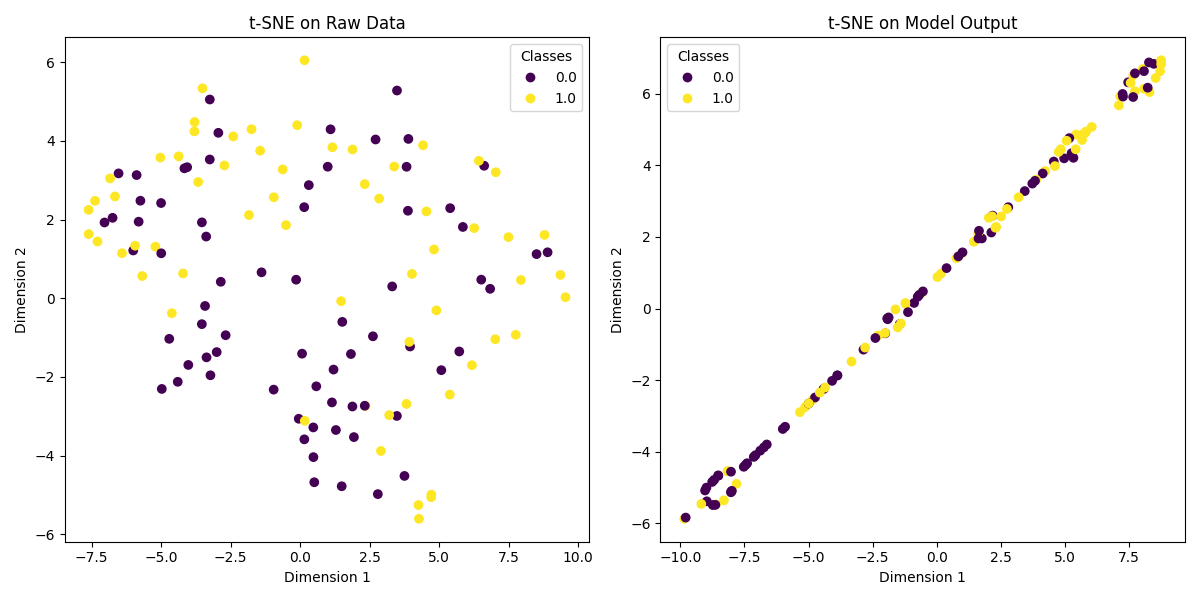 t-SNE on Raw Data
Classes
0.0
1.0
6
4
2
0
−2
−4
−6
Dimension 2
−7.5 −5.0 −2.5 0.0 2.5 5.0 7.5 10.0
Dimension 1
t-SNE on Model Output
Classes
0.0
1.0
6
4
2
0
−2
−4
−6
Dimension 2
−10.0 −7.5 −5.0 −2.5 0.0 2.5 5.0 7.5
Dimension 1